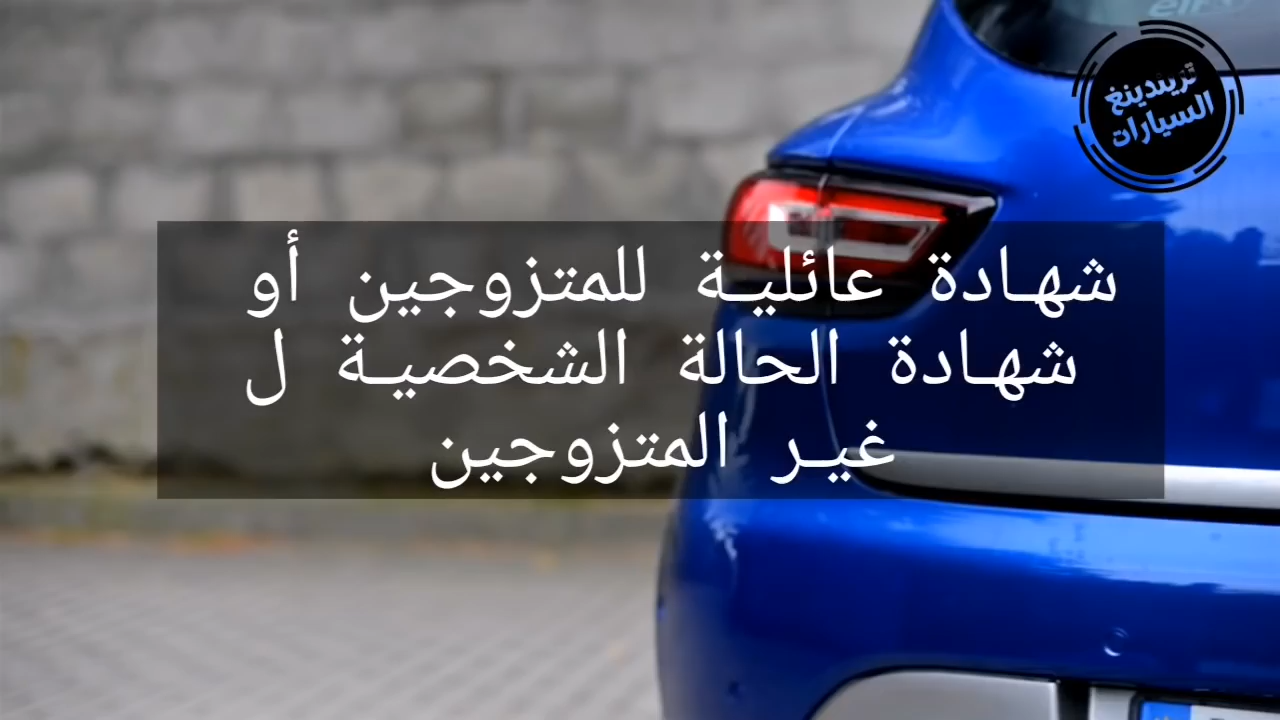 تريندينغ
السيارات
شهادة عائلية للمتزوجين أو
شهادة الحالة الشخصية ل
غير المتزوجين